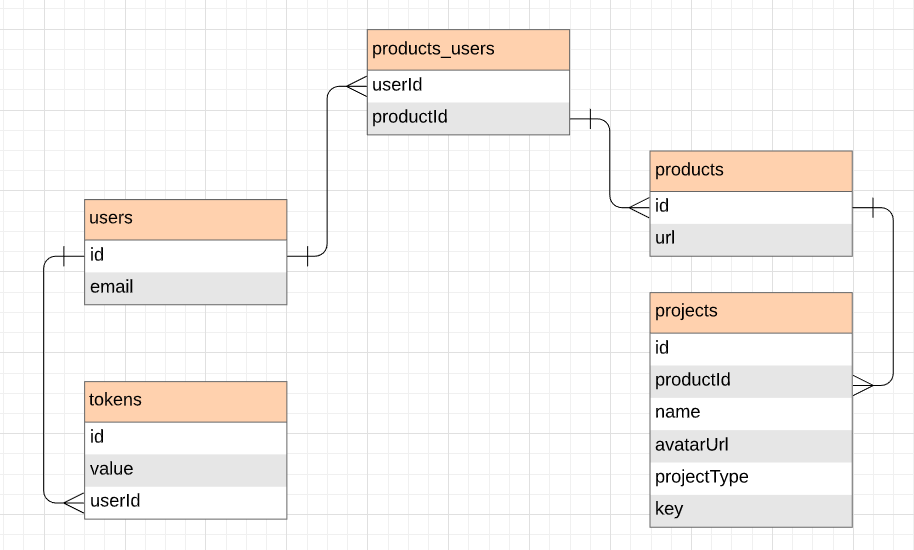 products_users
userId
productId
products
id
url
users
id
email
projects
id
productId
name
avatarUrl
projectType
key
tokens
id
value
userId